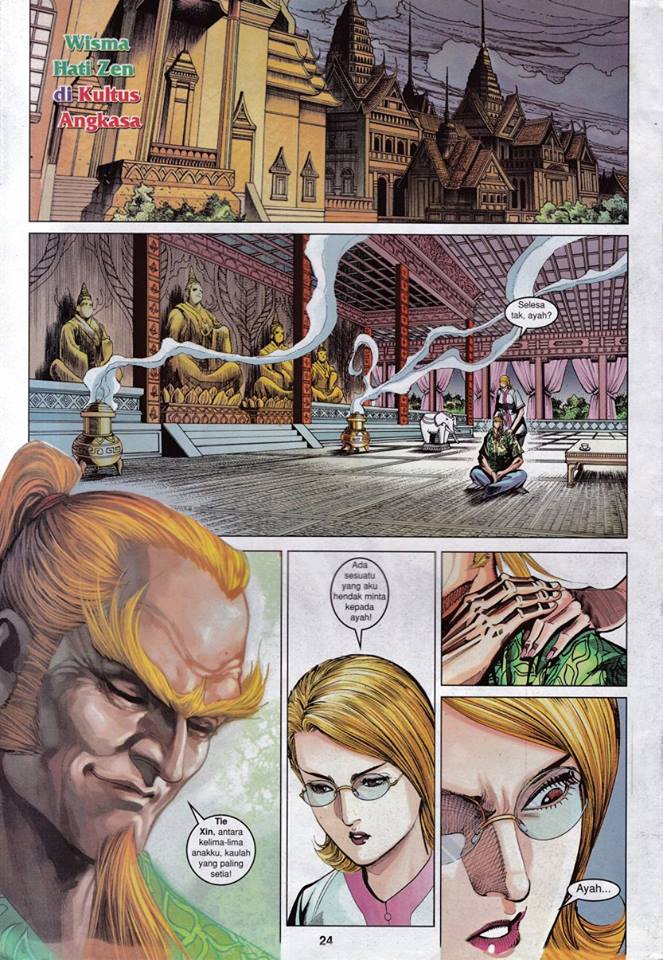 Wisma
Hati Zen
di Kultus
Angkasa
Selesa
tak, ayah?
Tie
Xin, antara
kelima-lima
anakku, kaulah
yang paling
setia!
Ada
sesuatu
yang aku
hendak minta
kepada
ayah!
Ayah...
24